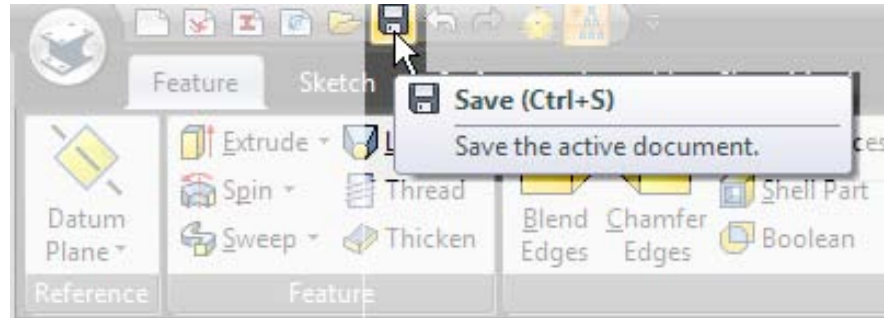 Feature Sketch
Save (Ctrl+S)
Save the active document.
Extrude
Spin
Thread
Sweep
Thicken
Datum
Plane
Blend
Edges
Chamfer
Edges
Shell Part
Boolean
Reference
Feature